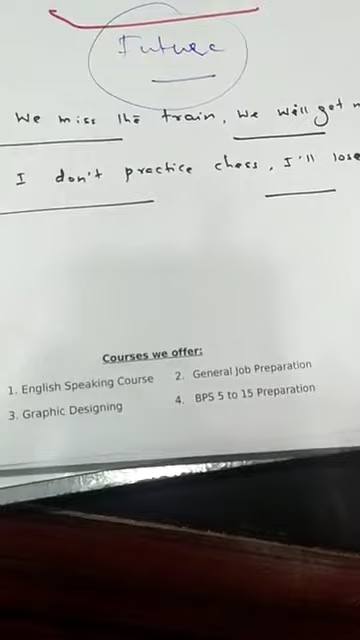 Future
We miss the train, We will get
I don't practice chess, I'll lose
Courses we offer:
1. English Speaking Course 2. General Job Preparation
3. Graphic Designing 4. BPS 5 to 15 Preparation